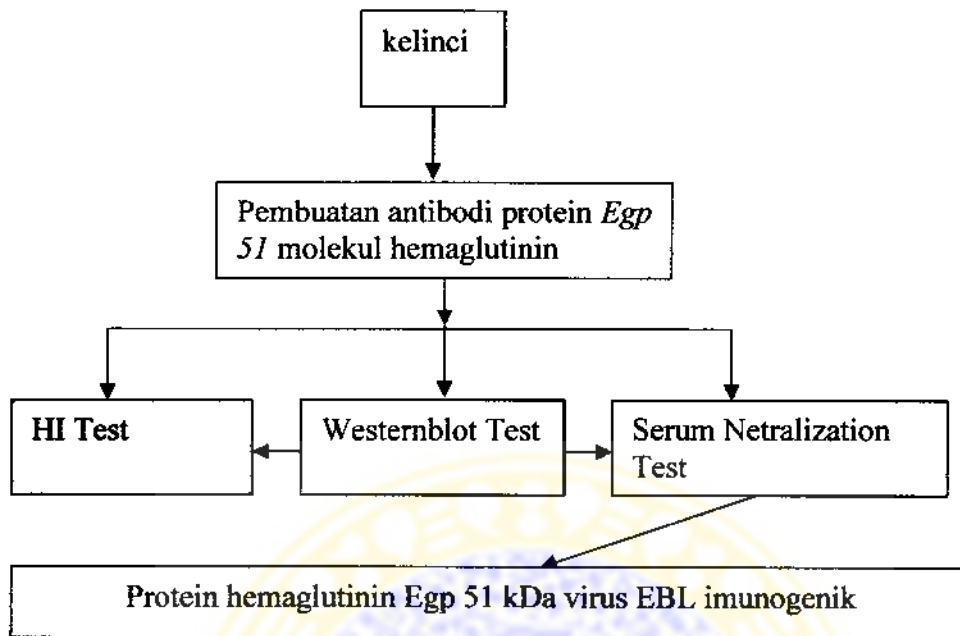 kelinci
Pembuatan antibodi protein Egp
51 molekul hemaglutinin
HI Test
Westernblot Test
Serum Netralization
Test
Protein hemaglutinin Egp 51 kDa virus EBL imunogenik